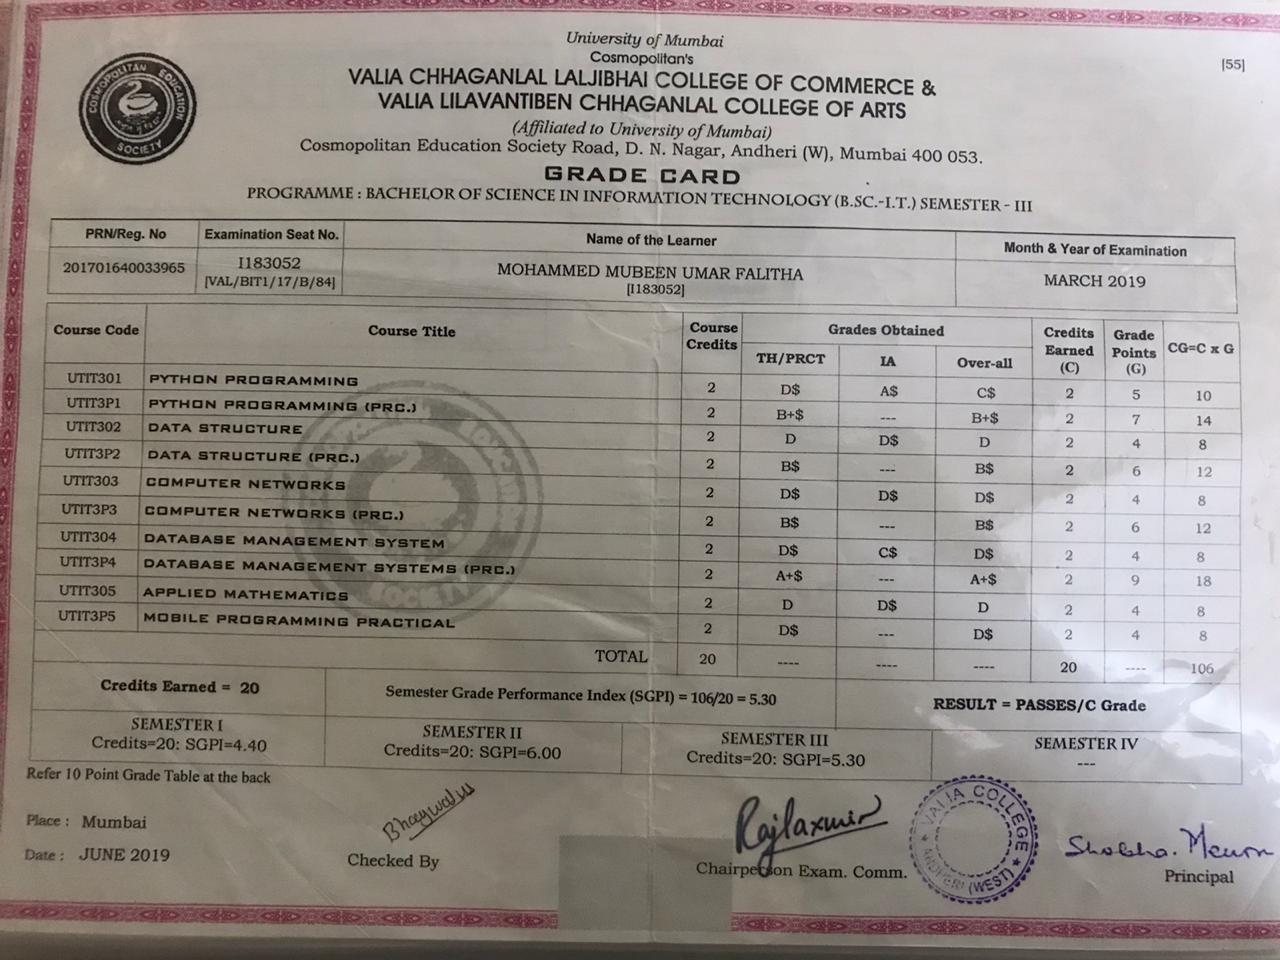 University of Mumbai
Cosmopolitan's
[55]
VALIA CHHAGANLAL LALJIBHAI COLLEGE OF COMMERCE &
VALIA LILAVANTIBEN CHHAGANLAL COLLEGE OF ARTS
(Affiliated to University of Mumbai)
Cosmopolitan Education Society Road, D. N. Nagar, Andheri (W), Mumbai 400 053.
COSMOPOLITAN EDUCATION SOCIETY
GRADE CARD
PROGRAMME : BACHELOR OF SCIENCE IN INFORMATION TECHNOLOGY (B.SC.-I.T.) SEMESTER - III
PRN/Reg. No Examination Seat No. Name of the Learner Month & Year of Examination
201701640033965 I183052 MOHAMMED MUBEEN UMAR FALITHA MARCH 2019
[VAL/BIT1/17/B/84] [I183052]
Course Code Course Title Course Credits Grades Obtained Credits Earned (C) Grade Points (G) CG=C x G
TH/PRCT IA Over-all
UTIT301 PYTHON PROGRAMMING 2 D$ A$ C$ 2 5 10
UTIT3P1 PYTHON PROGRAMMING (PRC.) 2 B+$ --- B+$ 2 7 14
UTIT302 DATA STRUCTURE 2 D D$ D 2 4 8
UTIT3P2 DATA STRUCTURE (PRC.) 2 B$ --- B$ 2 6 12
UTIT303 COMPUTER NETWORKS 2 D$ D$ D$ 2 4 8
UTIT3P3 COMPUTER NETWORKS (PRC.) 2 B$ --- B$ 2 6 12
UTIT304 DATABASE MANAGEMENT SYSTEM 2 D$ C$ D$ 2 4 8
UTIT3P4 DATABASE MANAGEMENT SYSTEMS (PRC.) 2 A+$ --- A+$ 2 9 18
UTIT305 APPLIED MATHEMATICS 2 D D$ D 2 4 8
UTIT3P5 MOBILE PROGRAMMING PRACTICAL 2 D$ --- D$ 2 4 8
TOTAL 20 ---- ---- ---- 20 ---- 106
Credits Earned = 20 Semester Grade Performance Index (SGPI) = 106/20 = 5.30 RESULT = PASSES/C Grade
SEMESTER I SEMESTER II SEMESTER III SEMESTER IV
Credits=20: SGPI=4.40 Credits=20: SGPI=6.00 Credits=20: SGPI=5.30 ---
Refer 10 Point Grade Table at the back
Place : Mumbai
Date : JUNE 2019
Checked By
Rajlaxmi
Chairperson Exam. Comm.
VALIA COLLEGE
ANDHERI (WEST)
Shobha. Menon
Principal